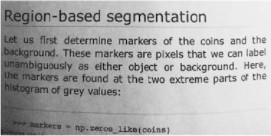 Region-based segmentation
Let us first determine markers of the coins and the
background. These markers are pixels that we can label
unambiguously as either object or background. Here,
the markers are found at the two extreme parts of the
histogram of grey values:
>>> markers = np.zeros_like(coins)